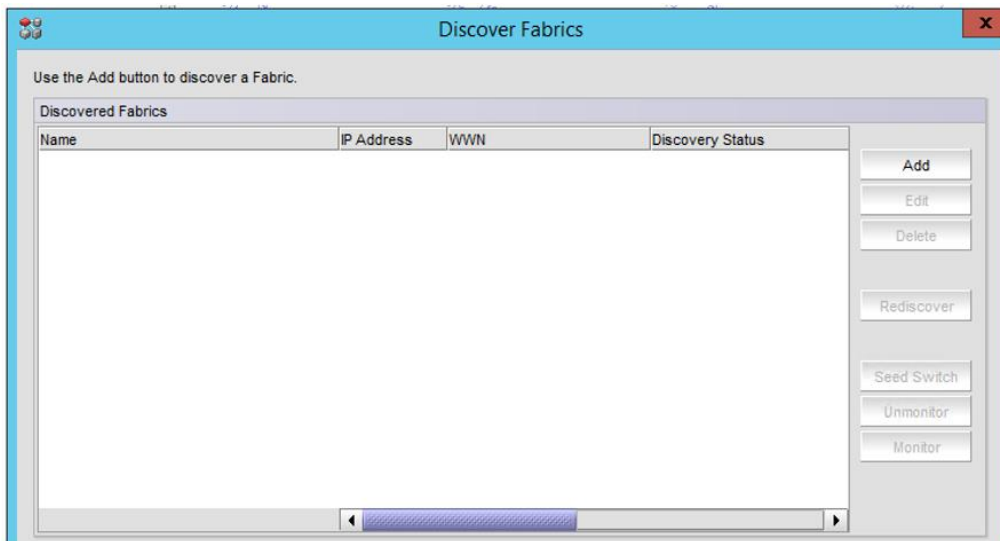 Discover Fabrics
x
Use the Add button to discover a Fabric.
Discovered Fabrics
Name IP Address WWN Discovery Status
Add
Edit
Delete
Rediscover
Seed Switch
Unmonitor
Monitor